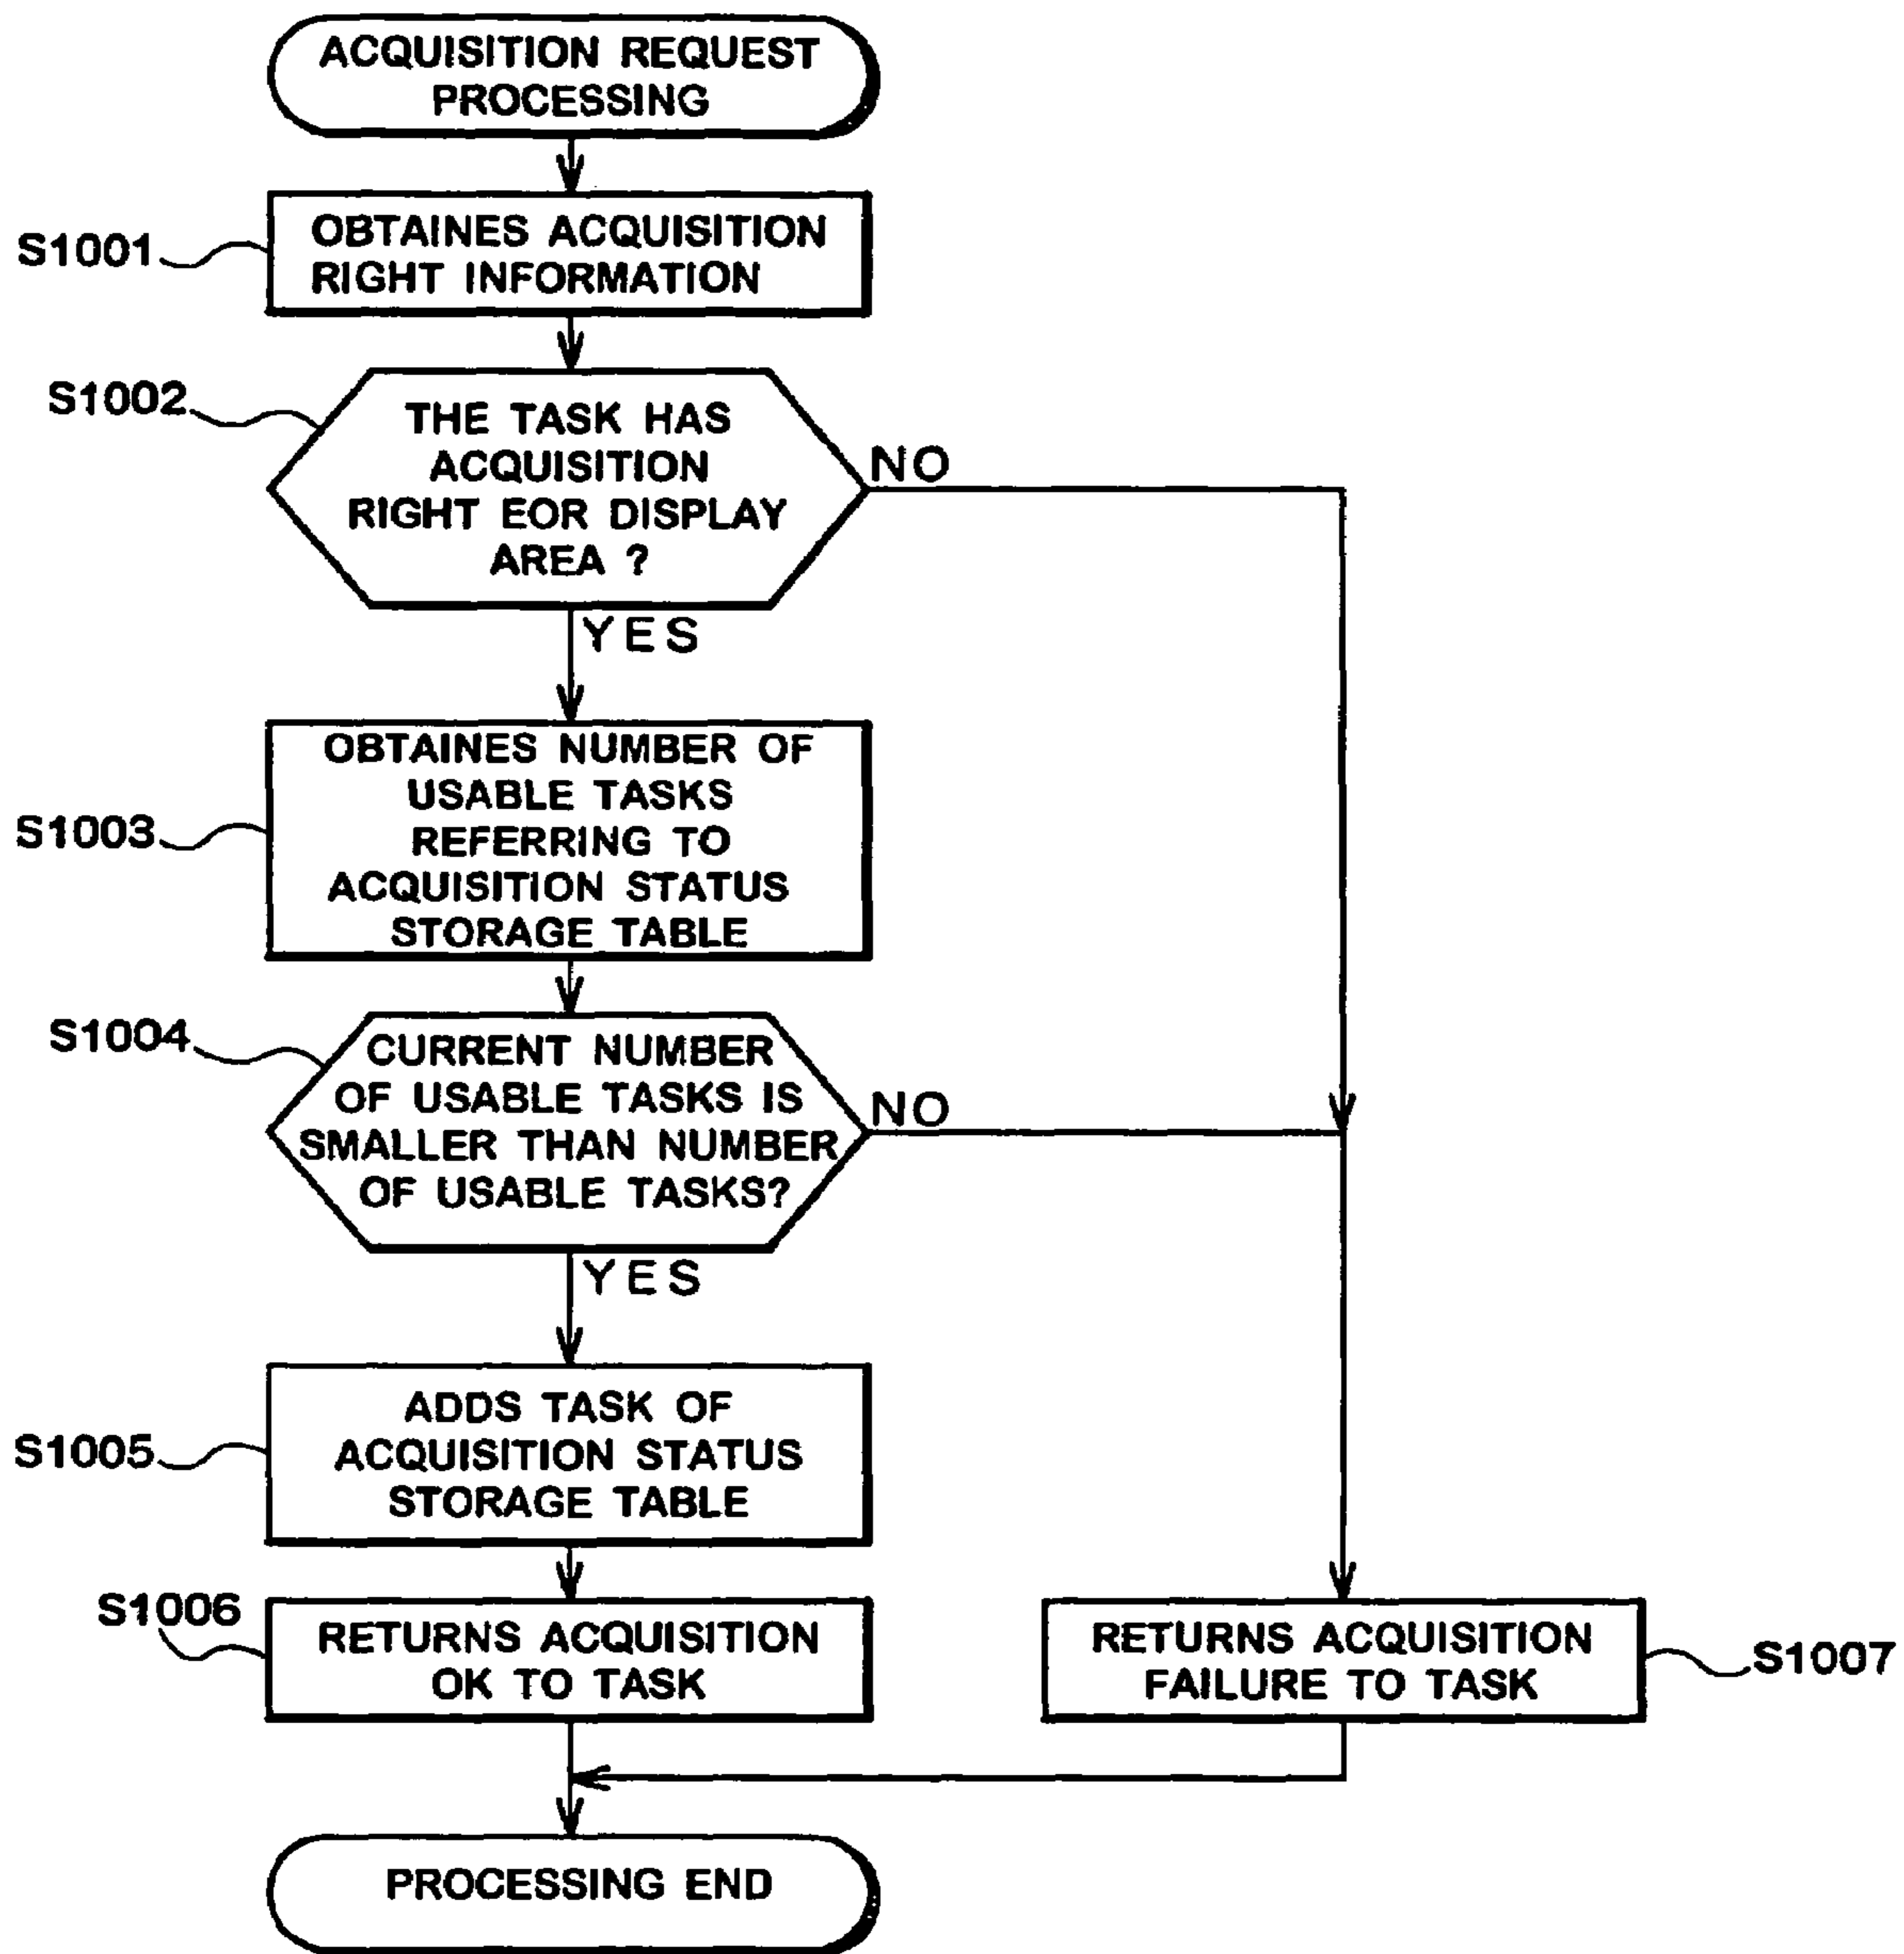 ACQUISITION REQUEST
PROCESSING
S1001
OBTAINES ACQUISITION
RIGHT INFORMATION
S1002
THE TASK HAS
ACQUISITION
RIGHT EOR DISPLAY
AREA ?
NO
YES
S1003
OBTAINES NUMBER OF
USABLE TASKS
REFERRING TO
ACQUISITION STATUS
STORAGE TABLE
S1004
CURRENT NUMBER
OF USABLE TASKS IS
SMALLER THAN NUMBER
OF USABLE TASKS?
NO
YES
S1005
ADDS TASK OF
ACQUISITION STATUS
STORAGE TABLE
S1006
RETURNS ACQUISITION
OK TO TASK
RETURNS ACQUISITION
FAILURE TO TASK
S1007
PROCESSING END